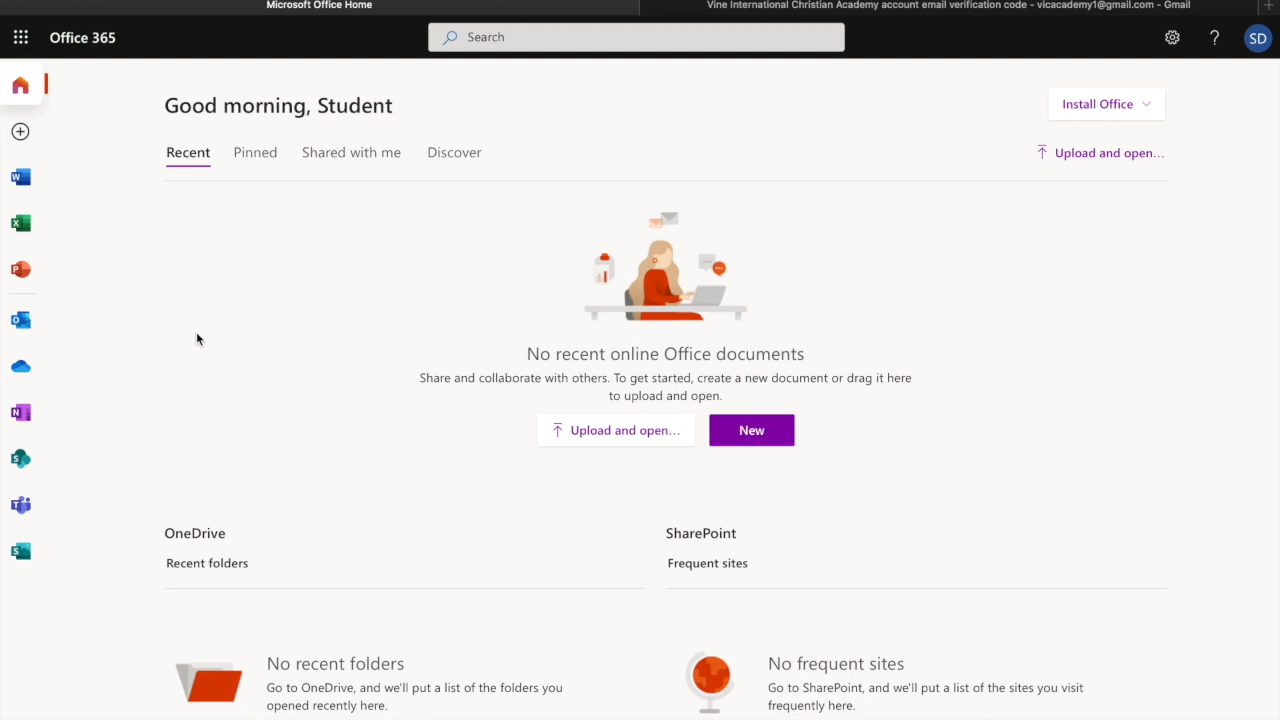 Microsoft Office Home
Vine International Christian Academy account email verification code - vicacademy1@gmail.com - Gmail
Office 365
Search
?
SD
Good morning, Student
Install Office
Recent
Pinned
Shared with me
Discover
Upload and open...
No recent online Office documents
Share and collaborate with others. To get started, create a new document or drag it here
to upload and open.
Upload and open...
New
OneDrive
SharePoint
Recent folders
Frequent sites
No recent folders
Go to OneDrive, and we'll put a list of the folders you
opened recently here.
No frequent sites
Go to SharePoint, and we'll put a list of the sites you visit
frequently here.
W
X
P
O
N
S
T
S